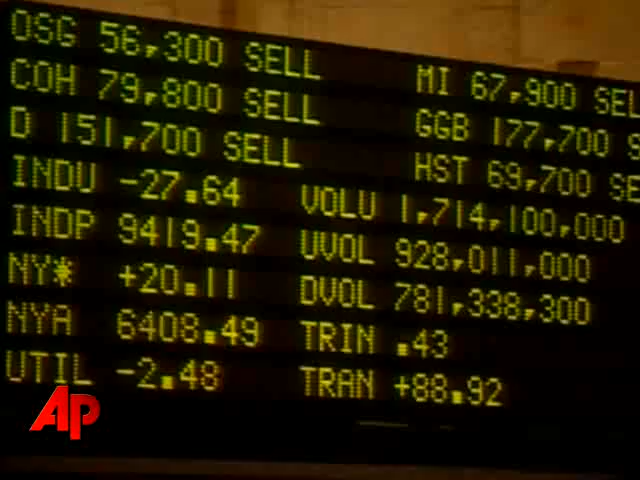 OSG 56,300 SELL
MI 67,900 SEL
COH 79,800 SELL
GGB 177,700 S
D 151,700 SELL
HST 69,700 SE
INDU -27.64
VOLU 1,714,100,000
INDP 9419.47
UVOL 928,011,000
NY* +20.11
DVOL 781,338,300
NYA 6408.49
TRIN .43
UTIL -2.48
TRAN +88.92
AP